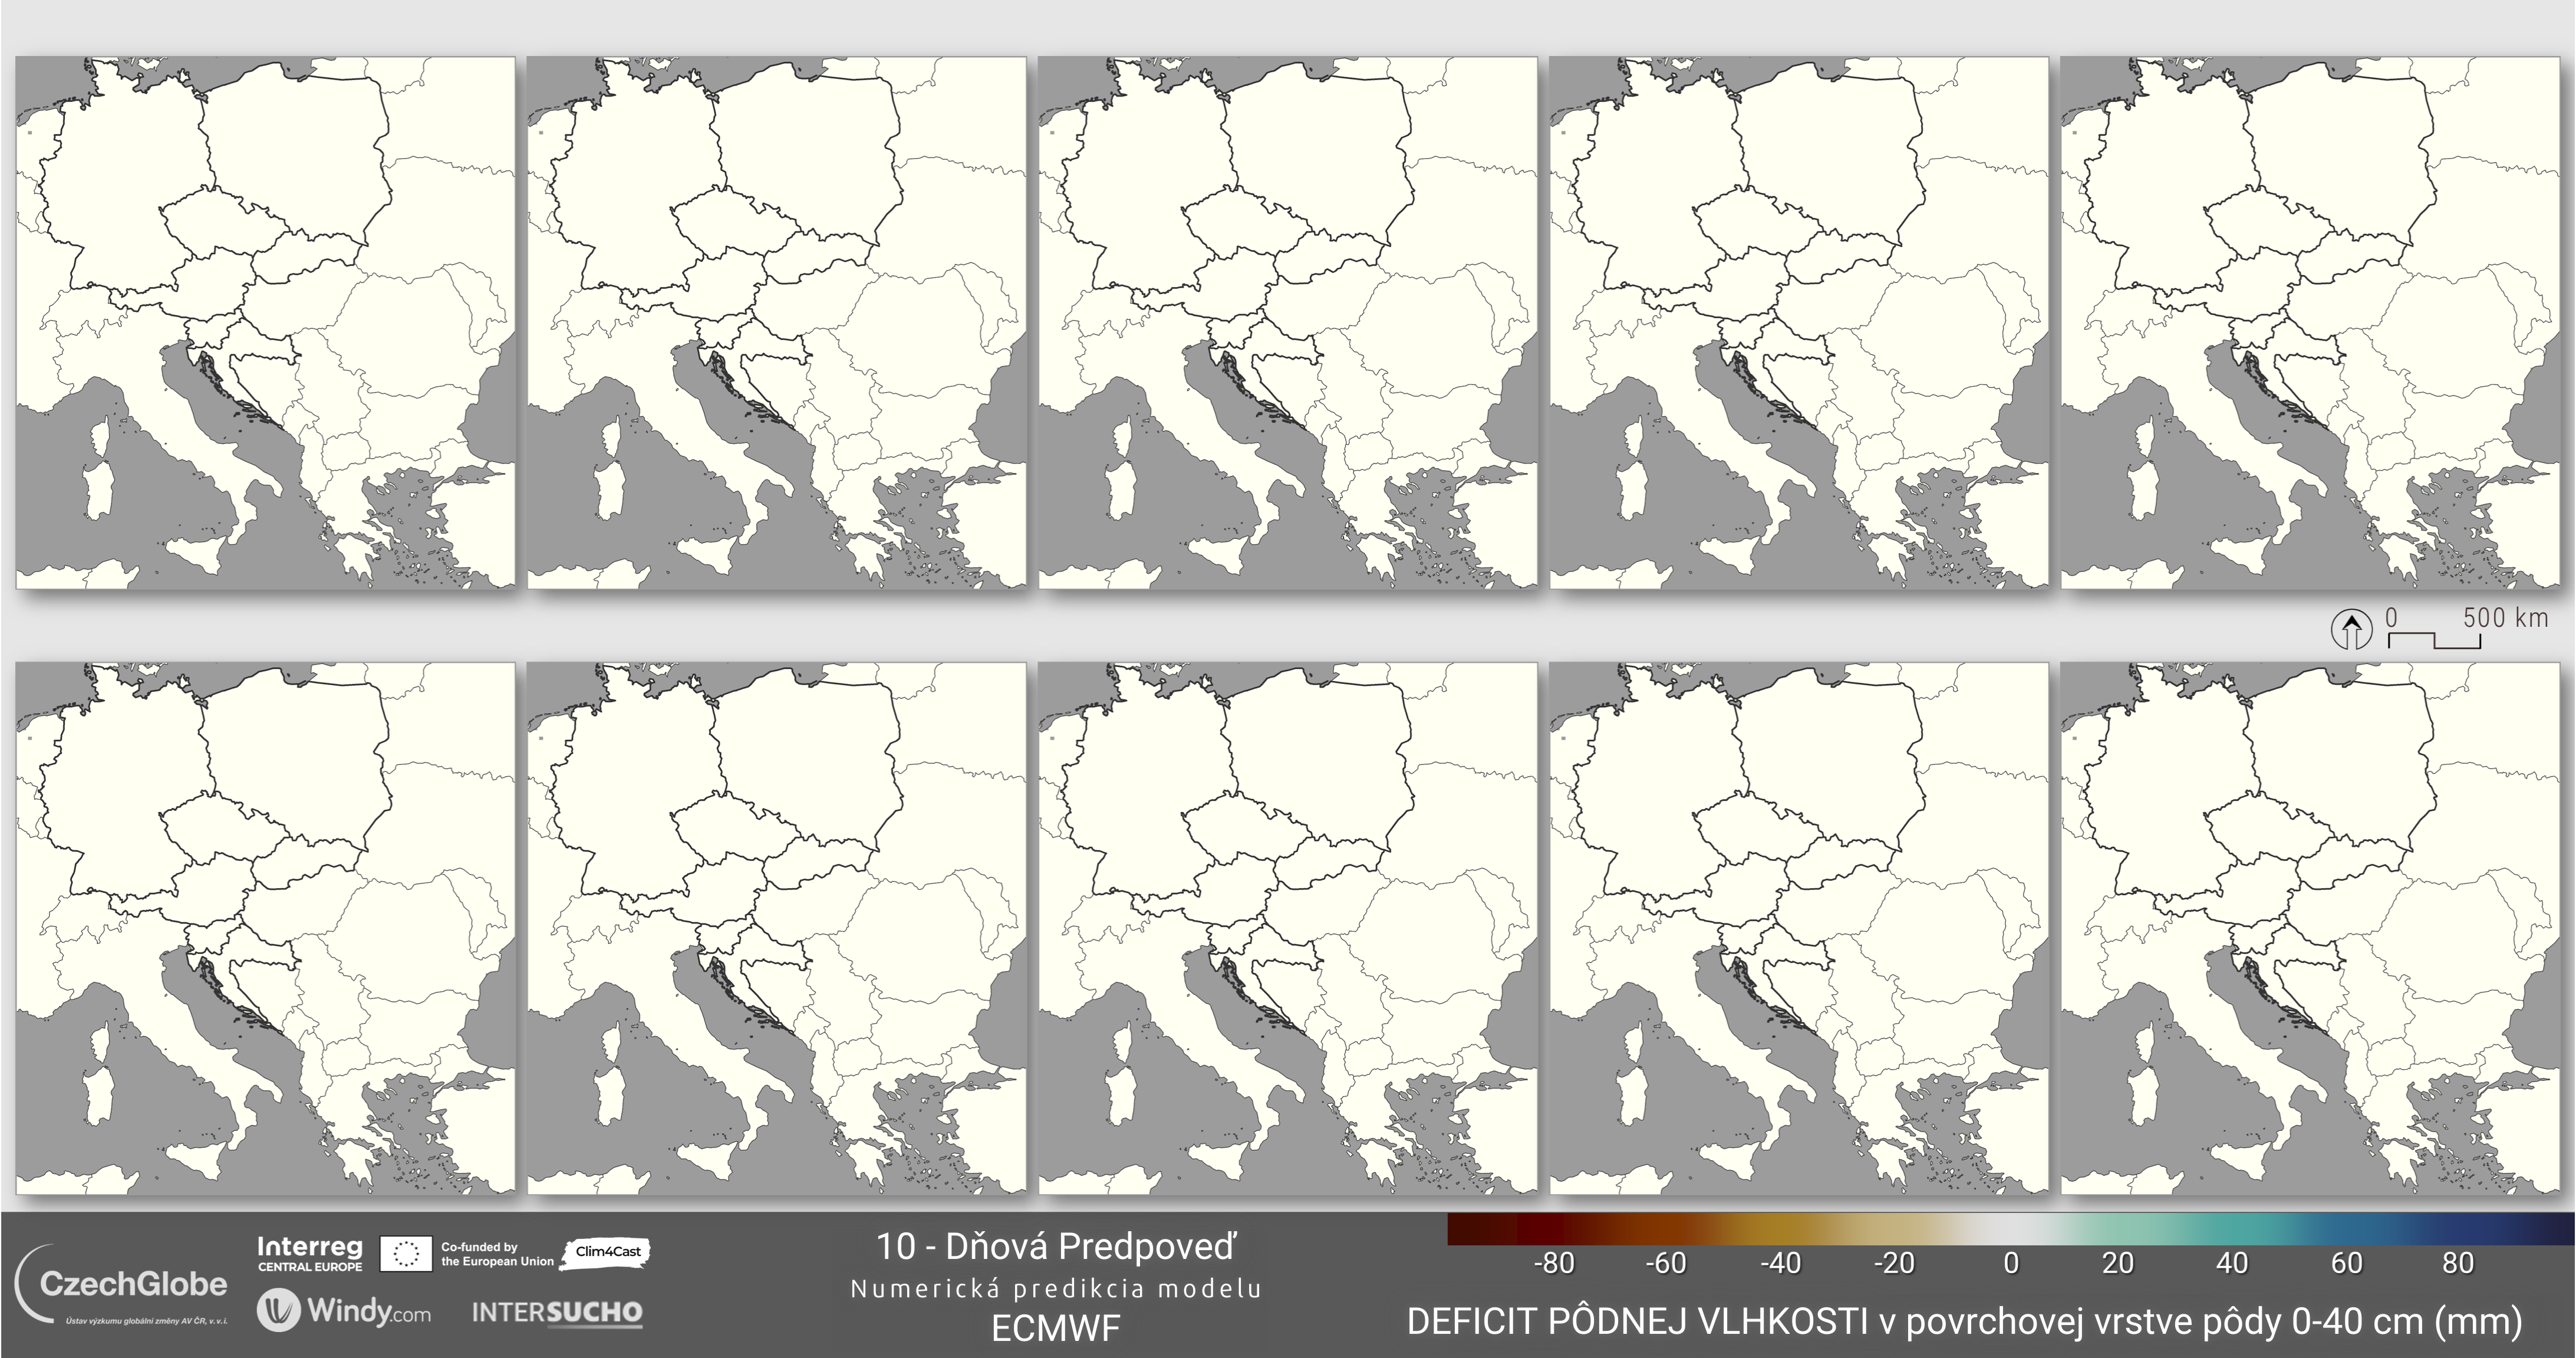 0 500 km
CzechGlobe
Ústav výzkumu globální změny AV ČR, v. v. i.
Interreg
CENTRAL EUROPE
Co-funded by
the European Union
Clim4Cast
Windy.com
INTERSUCHO
10 - Dňová Predpoveď
Numerická predikcia modelu
ECMWF
-80 -60 -40 -20 0 20 40 60 80
DEFICIT PÔDNEJ VLHKOSTI v povrchovej vrstve pôdy 0-40 cm (mm)